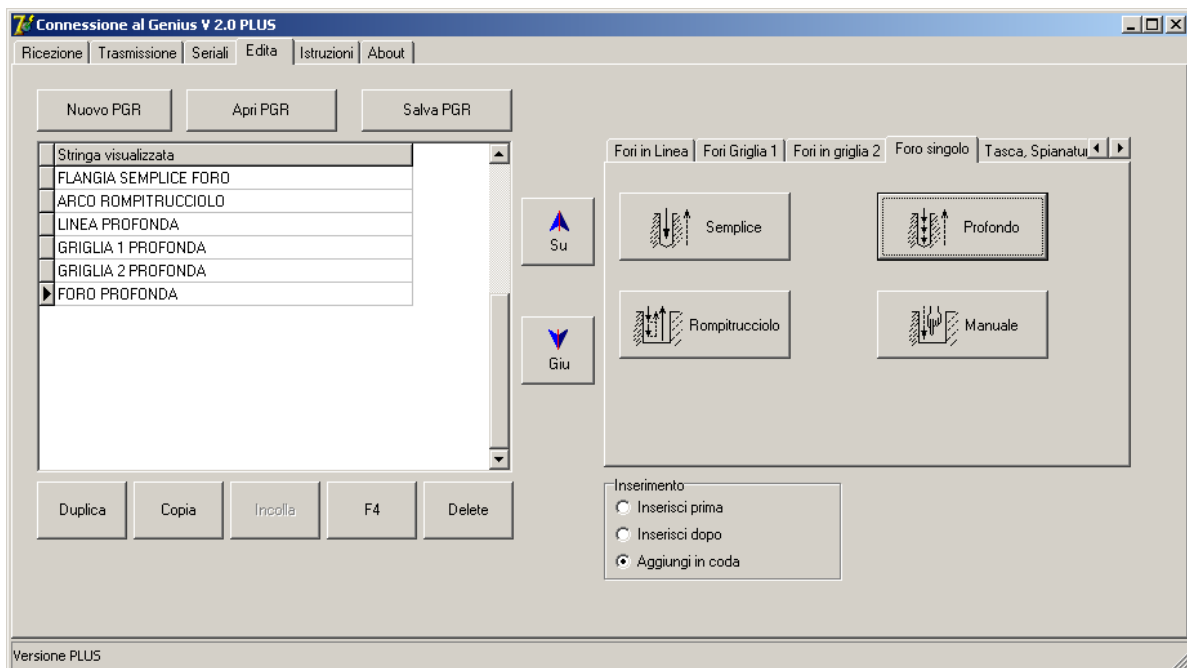 Connessione al Genius V 2.0 PLUS
Ricezione Trasmissione Seriali Edita Istruzioni About
Nuovo PGR Apri PGR Salva PGR
Stringa visualizzata
FLANGIA SEMPLICE FORO
ARCO ROMPITRUCCIOLO
LINEA PROFONDA
GRIGLIA 1 PROFONDA
GRIGLIA 2 PROFONDA
FORO PROFONDA
Su
Giu
Duplica Copia Incolla F4 Delete
Fori in Linea Fori Griglia 1 Fori in griglia 2 Foro singolo Tasca, Spianatur
Semplice Profondo
Rompitrucciolo Manuale
Inserimento
Inserisci prima
Inserisci dopo
Aggiungi in coda
Versione PLUS